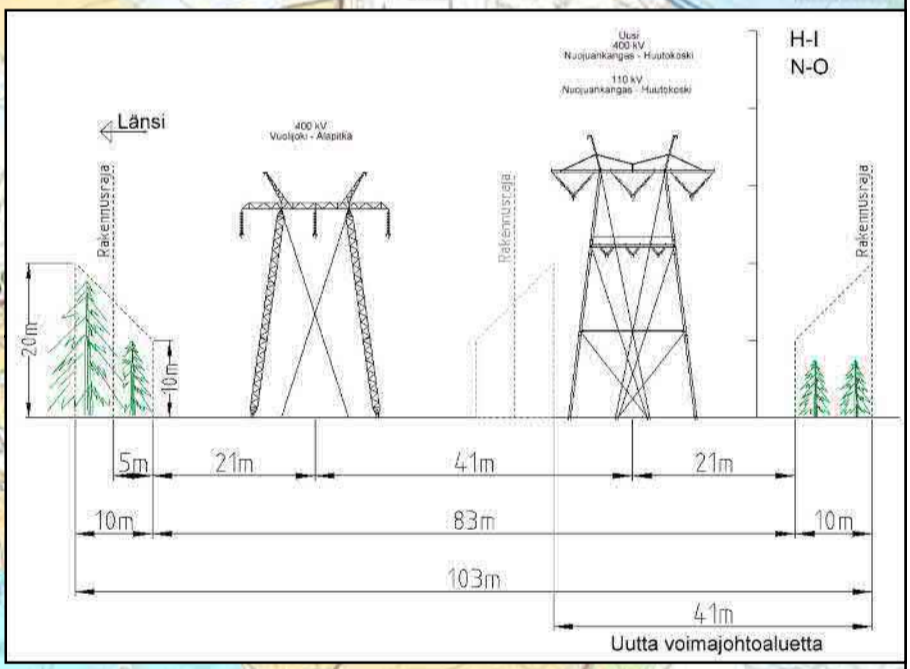 Uusi
400 kV
Nuojuankangas - Huutokoski
110 kV
Nuojuankangas - Huutokoski
H-I
N-O
Länsi
400 kV
Vuolijoki - Alapitkä
Rakennusraja
Rakennusraja
Rakennusraja
20m
10m
5m
21m
41m
21m
10m
83m
10m
103m
41m
Uutta voimajohtoaluetta